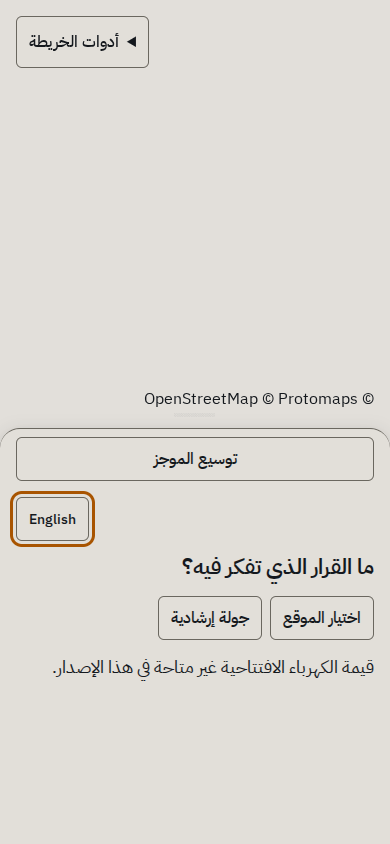 أدوات الخريطة
© OpenStreetMap © Protomaps
توسيع الموجز
English
ما القرار الذي تفكر فيه؟
اختيار الموقع
جولة إرشادية
قيمة الكهرباء الافتتاحية غير متاحة في هذا الإصدار.